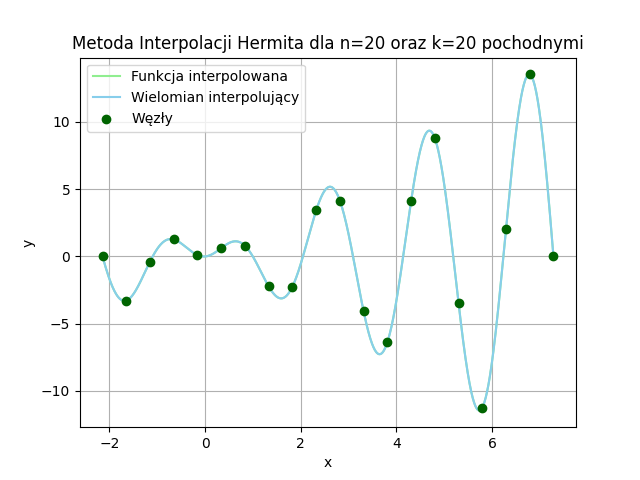 Metoda Interpolacji Hermita dla n=20 oraz k=20 pochodnymi
Funkcja interpolowana
Wielomian interpolujący
Węzły
10
5
0
−5
−10
y
−2
0
2
4
6
x